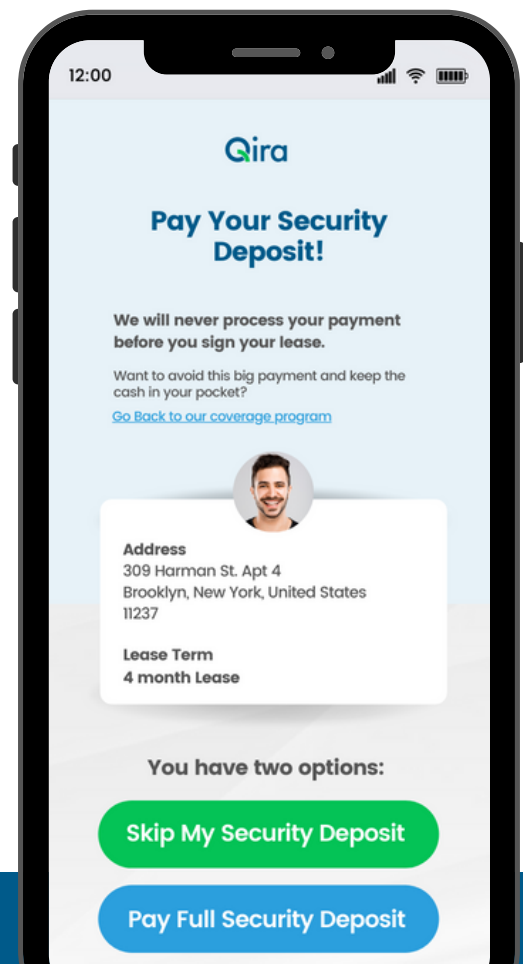 12:00
Qira
Pay Your Security
Deposit!
We will never process your payment
before you sign your lease.
Want to avoid this big payment and keep the
cash in your pocket?
Go Back to our coverage program
Address
309 Harman St. Apt 4
Brooklyn, New York, United States
11237
Lease Term
4 month Lease
You have two options:
Skip My Security Deposit
Pay Full Security Deposit